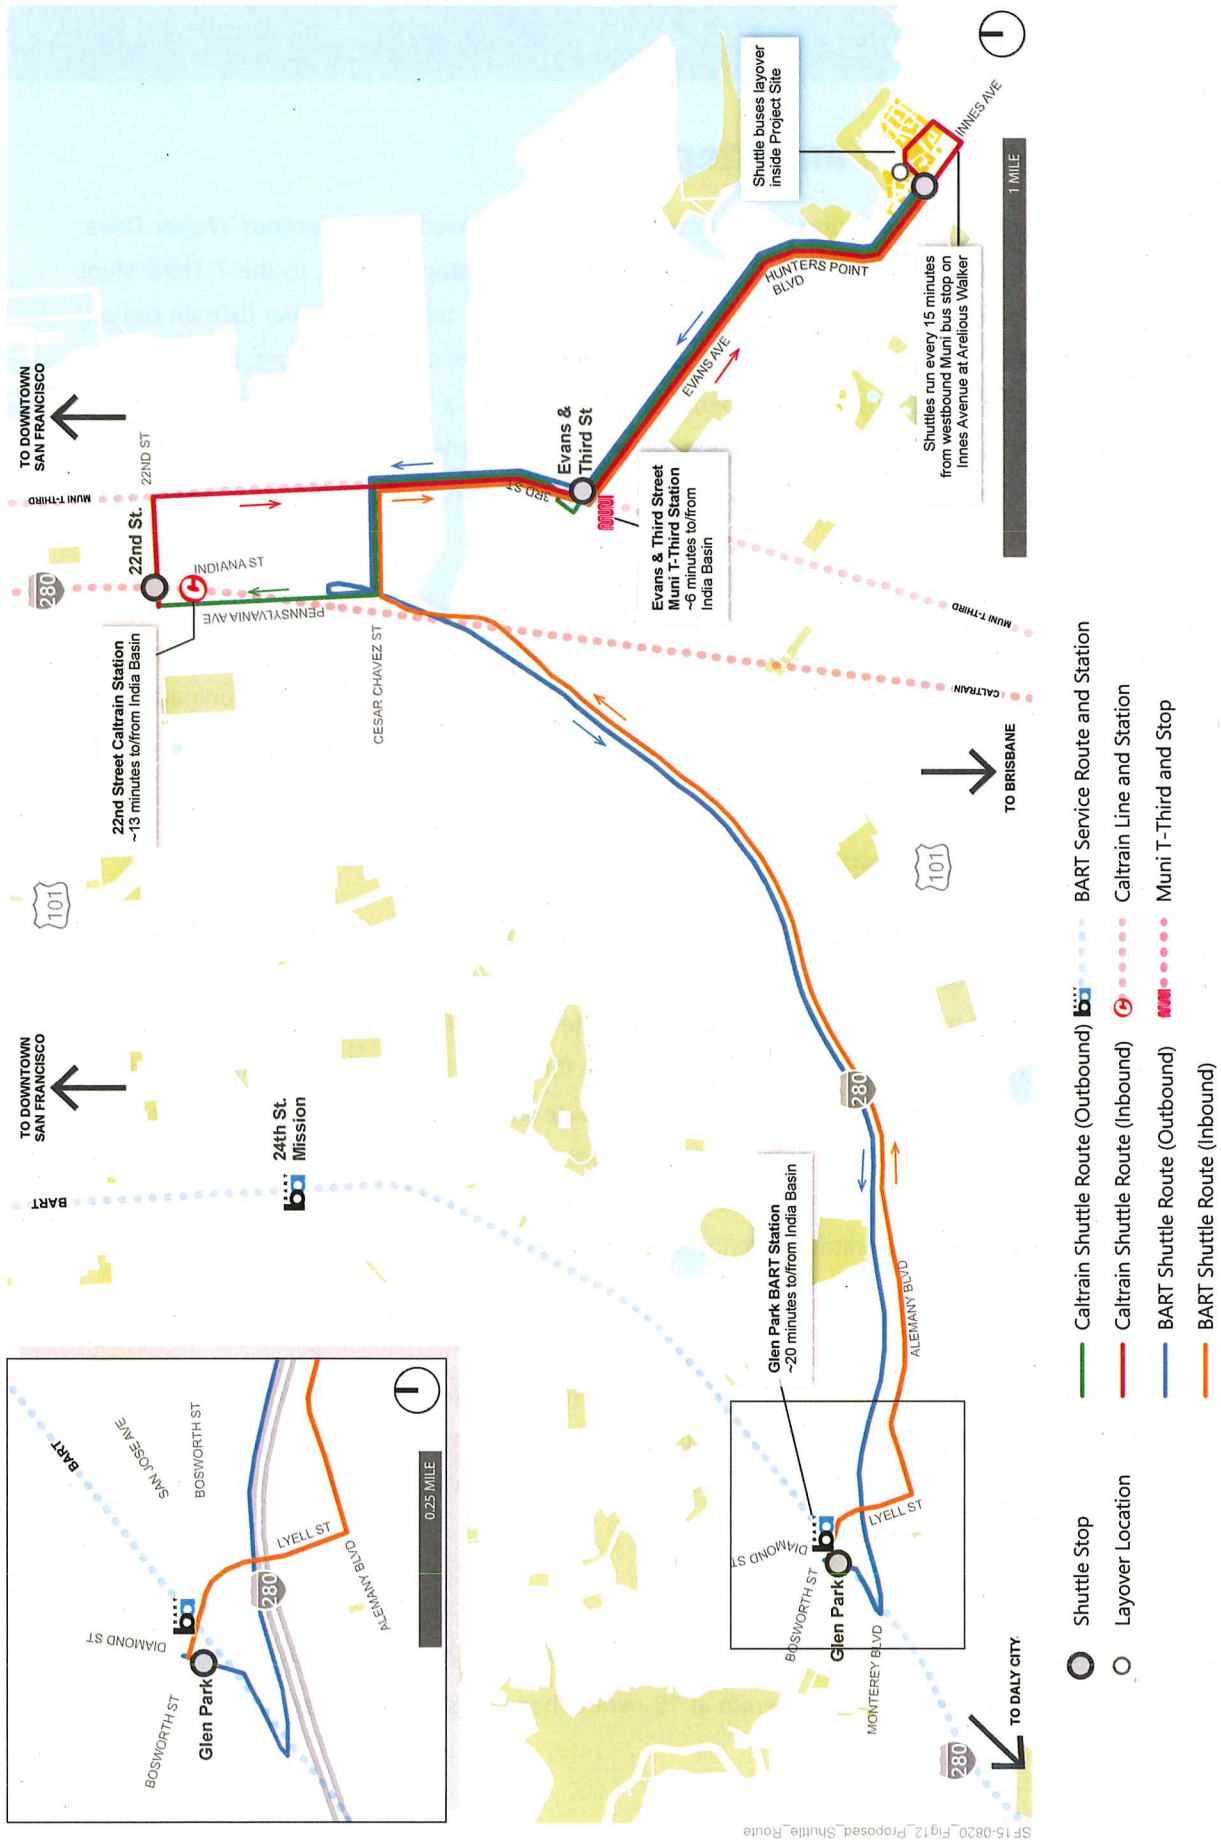 TO DOWNTOWN
SAN FRANCISCO
TO DOWNTOWN
SAN FRANCISCO
101
280
MUNI T-THIRD
22ND ST
22nd St.
INDIANA ST
PENNSYLVANIA AVE
22nd Street Caltrain Station
~13 minutes to/from India Basin
CESAR CHAVEZ ST
3RD ST
Evans &
Third St
MUNI
Evans & Third Street
Muni T-Third Station
~6 minutes to/from
India Basin
EVANS AVE
HUNTERS POINT
BLVD
Shuttle buses layover
inside Project Site
INNES AVE
Shuttles run every 15 minutes
from westbound Muni bus stop on
Innes Avenue at Arelious Walker
1 MILE
MUNI T-THIRD
CALTRAIN
TO BRISBANE
101
BART
BART
24th St.
Mission
280
Glen Park BART Station
~20 minutes to/from India Basin
ALEMANY BLVD
LYELL ST
DIAMOND ST
BART
BOSWORTH ST
Glen Park
MONTEREY BLVD
280
TO DALY CITY
BART
SAN JOSE AVE
BOSWORTH ST
LYELL ST
280
ALEMANY BLVD
BART
DIAMOND ST
BOSWORTH ST
Glen Park
0.25 MILE
Shuttle Stop
Layover Location
Caltrain Shuttle Route (Outbound)
Caltrain Shuttle Route (Inbound)
BART Shuttle Route (Outbound)
BART Shuttle Route (Inbound)
BART
BART Service Route and Station
Caltrain Line and Station
MUNI
Muni T-Third and Stop
SF15-0820_Fig12_Proposed_Shuttle_Route